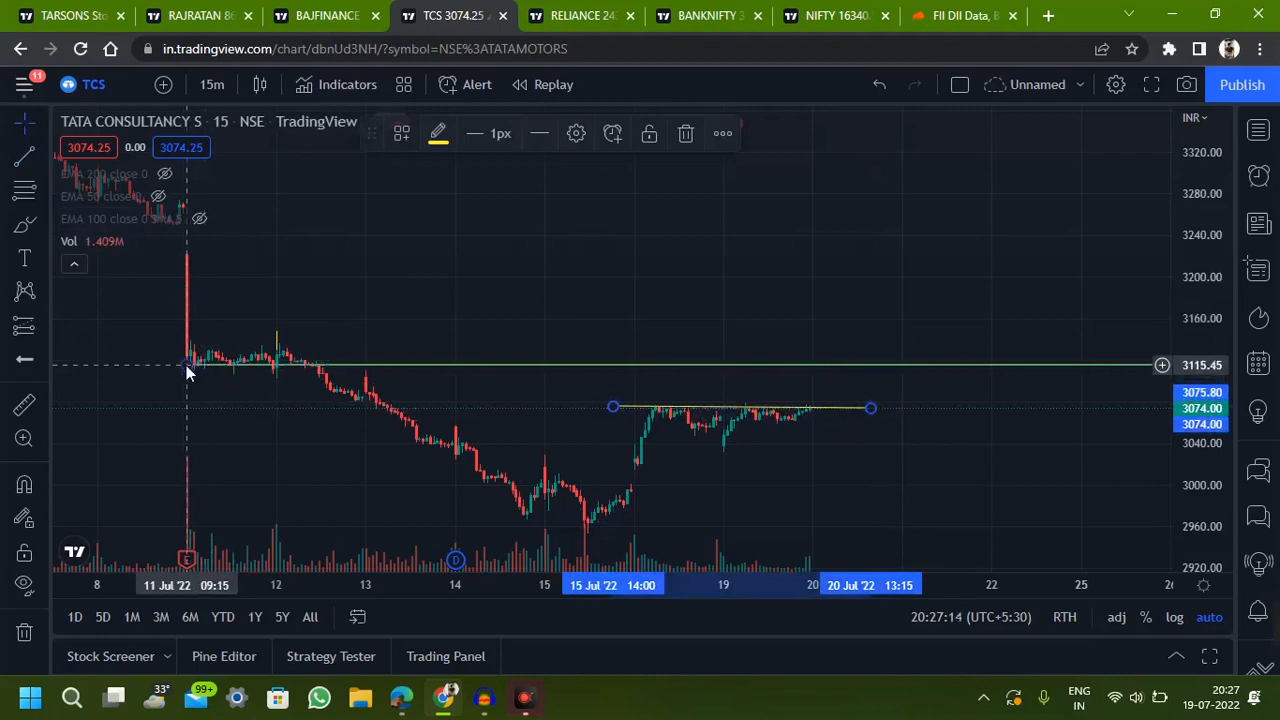 TARSONS Sto
RAJRATAN 86
BAJFINANCE
TCS 3074.25
RELIANCE 24
BANKNIFTY 3
NIFTY 16340.
FII DII Data, B
in.tradingview.com/chart/dbnUd3NH/?symbol=NSE%3ATATAMOTORS
11
TCS
15m
Indicators
Alert
Replay
Unnamed
Publish
TATA CONSULTANCY S · 15 · NSE · TradingView
1px
INR
3074.25
0.00
3074.25
EMA 200 close 0
EMA 50 close 0
EMA 100 close 0 SMA 5
Vol 1.409M
3320.00
3280.00
3240.00
3200.00
3160.00
3115.45
3075.80
3074.00
3074.00
3040.00
3000.00
2960.00
2920.00
E
D
8
11 Jul '22 09:15
12
13
14
15
15 Jul '22 14:00
19
20
20 Jul '22 13:15
22
25
26
1D
5D
1M
3M
6M
YTD
1Y
5Y
All
20:27:14 (UTC+5:30)
RTH
adj
%
log
auto
Stock Screener
Pine Editor
Strategy Tester
Trading Panel
33°
99+
ENG
IN
20:27
19-07-2022